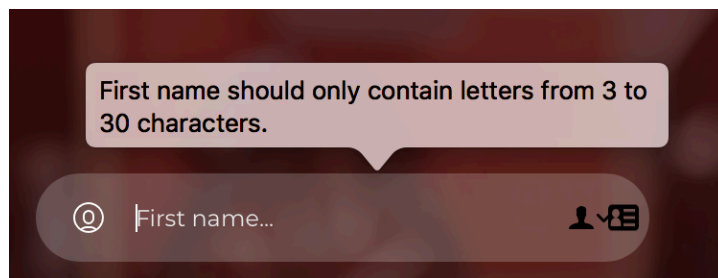 First name should only contain letters from 3 to
30 characters.
First name...